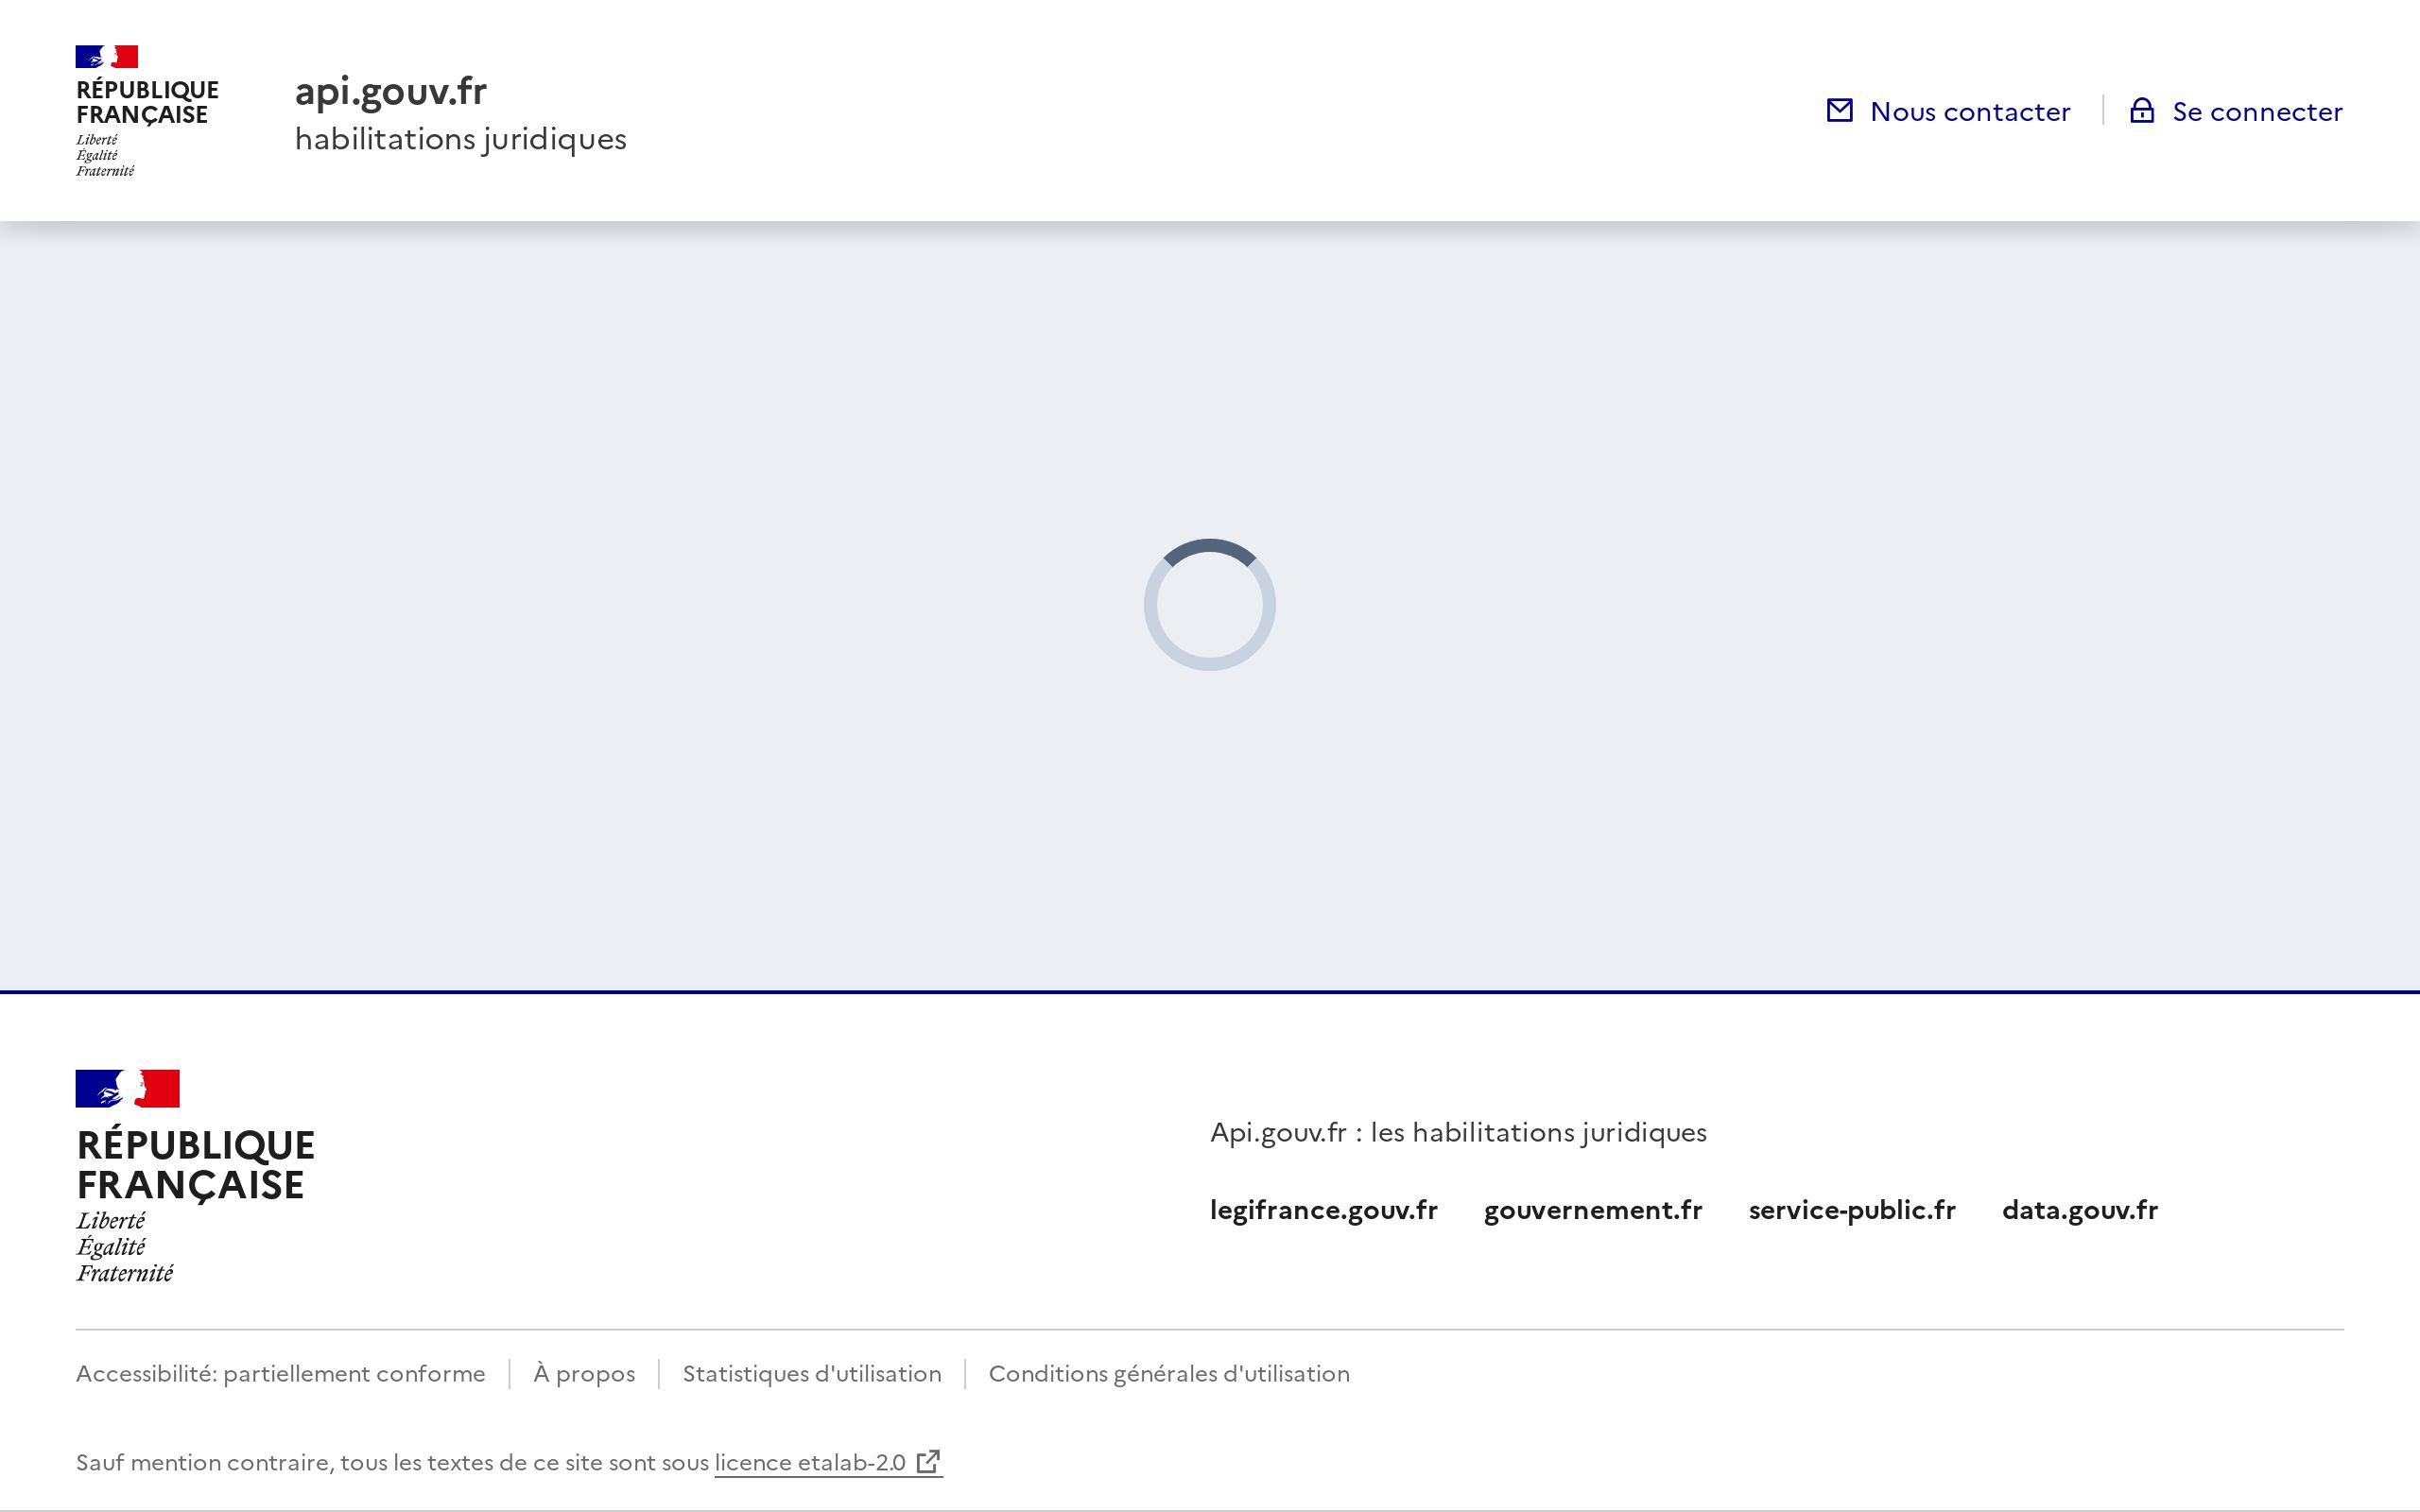 RÉPUBLIQUE
FRANÇAISE
Liberté
Égalité
Fraternité
api.gouv.fr
habilitations juridiques
Nous contacter
Se connecter
RÉPUBLIQUE
FRANÇAISE
Liberté
Égalité
Fraternité
Api.gouv.fr : les habilitations juridiques
legifrance.gouv.fr gouvernement.fr service-public.fr data.gouv.fr
Accessibilité: partiellement conforme À propos Statistiques d'utilisation Conditions générales d'utilisation
Sauf mention contraire, tous les textes de ce site sont sous licence etalab-2.0